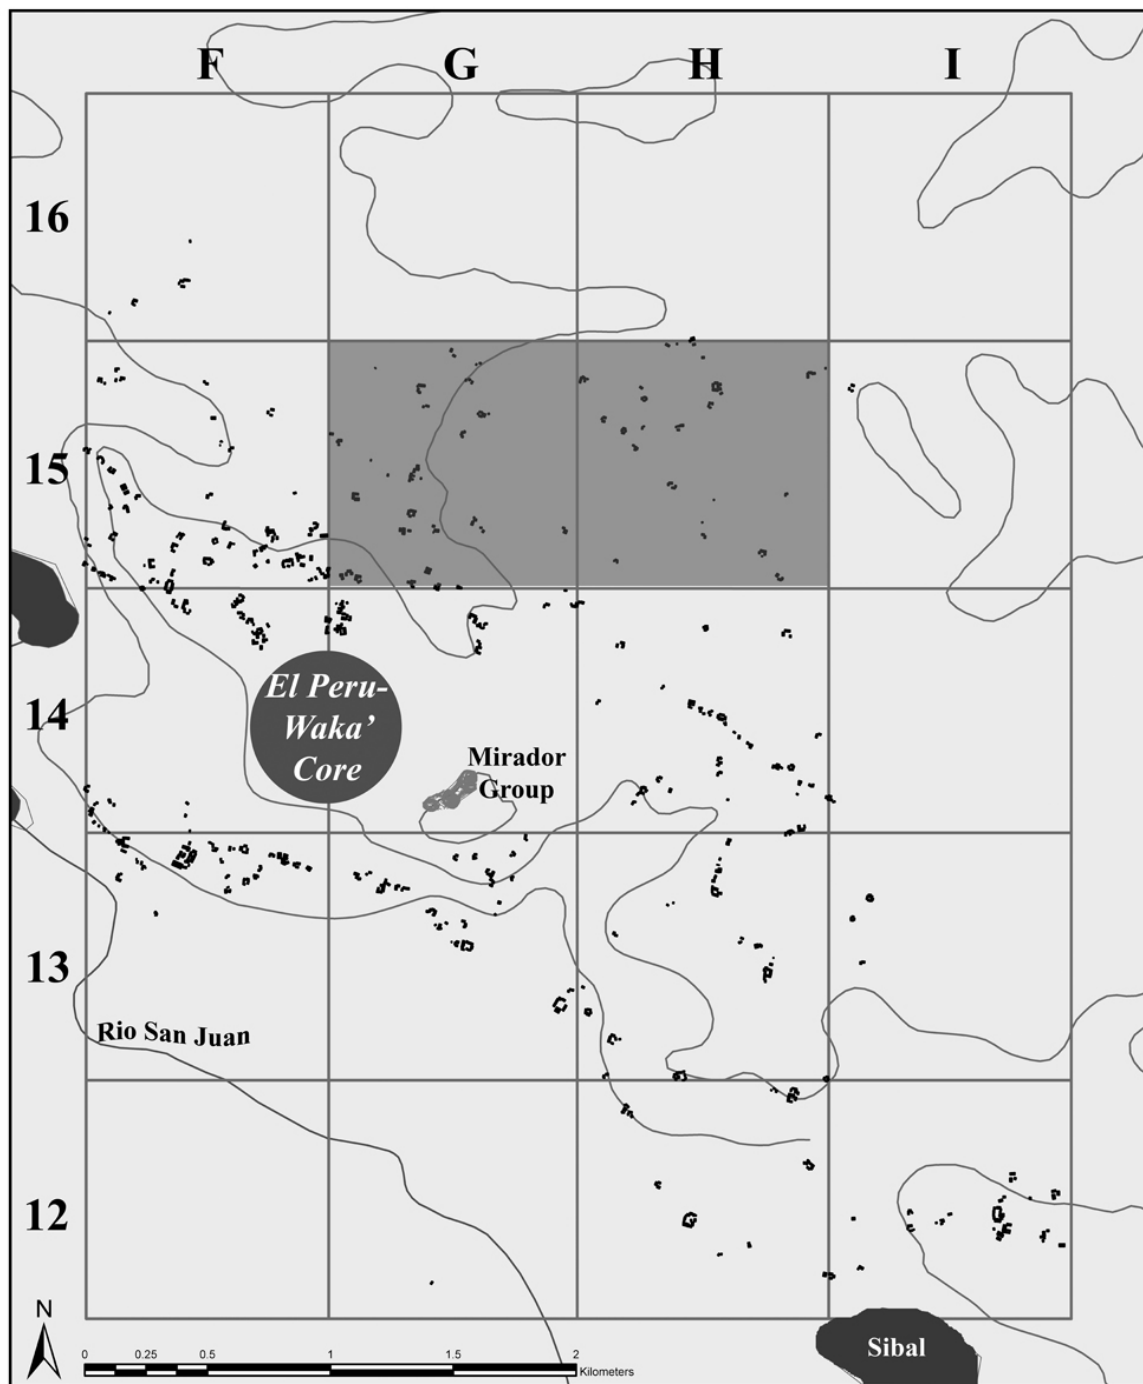 F G H I
16
15
14
El Peru-
Waka’
Core
Mirador
Group
13
Rio San Juan
12
N
0 0.25 0.5 1 1.5 2
Kilometers
Sibal